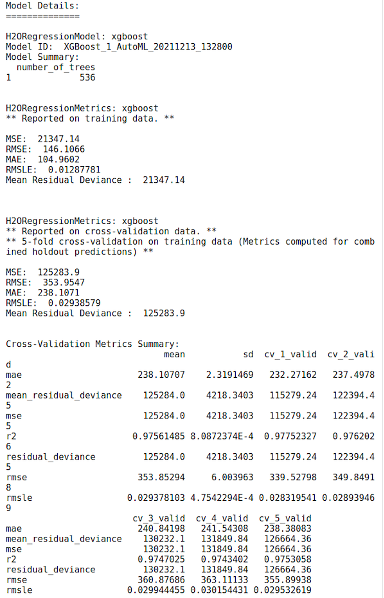 Model Details:
==============
H2ORegressionModel: xgboost
Model ID:  XGBoost_1_AutoML_20211213_132800
Model Summary:
  number_of_trees
1             536
H2ORegressionMetrics: xgboost
** Reported on training data. **
MSE:  21347.14
RMSE:  146.1066
MAE:  104.9602
RMSLE:  0.01287781
Mean Residual Deviance :  21347.14
H2ORegressionMetrics: xgboost
** Reported on cross-validation data. **
** 5-fold cross-validation on training data (Metrics computed for comb
ined holdout predictions) **
MSE:  125283.9
RMSE:  353.9547
MAE:  238.1071
RMSLE:  0.02938579
Mean Residual Deviance :  125283.9
Cross-Validation Metrics Summary:
                              mean           sd  cv_1_valid  cv_2_vali
d
mae                      238.10707    2.3191469   232.27162   237.4978
2
mean_residual_deviance    125284.0    4218.3403   115279.24   122394.4
5
mse                       125284.0    4218.3403   115279.24   122394.4
5
r2                      0.97561485 8.0872374E-4  0.97752327   0.976202
6
residual_deviance         125284.0    4218.3403   115279.24   122394.4
5
rmse                     353.85294     6.003963   339.52798   349.8491
8
rmsle                  0.029378103 4.7542294E-4 0.028319541 0.02893946
9
                        cv_3_valid  cv_4_valid  cv_5_valid
mae                      240.84198   241.54308   238.38083
mean_residual_deviance    130232.1   131849.84   126664.36
mse                       130232.1   131849.84   126664.36
r2                       0.9747025   0.9743402   0.9753058
residual_deviance         130232.1   131849.84   126664.36
rmse                     360.87686   363.11133   355.89938
rmsle                  0.029944455 0.030154431 0.029532619